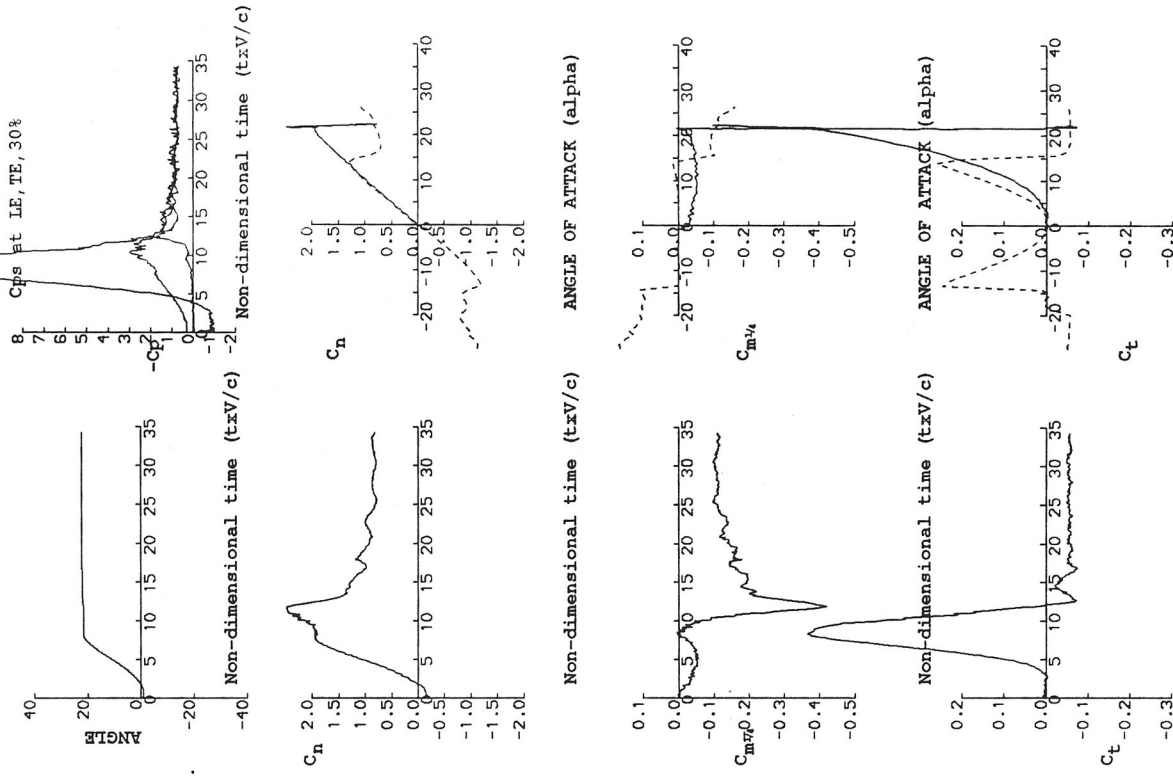 Cps at LE, TE, 30%
8
7
6
5
4
3
2
1
0
-1
-2
-Cp
0 5 10 15 20 25 30 35
Non-dimensional time (txV/c)
40
20
0
-20
-40
ANGLE
0 5 10 15 20 25 30 35
Non-dimensional time (txV/c)
2.0
1.5
1.0
0.5
0.0
-0.5
-1.0
-1.5
-2.0
Cn
-20 -10 0 10 20 30 40
ANGLE OF ATTACK (alpha)
2.0
1.5
1.0
0.5
0.0
-0.5
-1.0
-1.5
-2.0
Cn
0 5 10 15 20 25 30 35
Non-dimensional time (txV/c)
0.1
0.0
-0.1
-0.2
-0.3
-0.4
-0.5
Cm¼
-20 -10 0 10 20 30 40
ANGLE OF ATTACK (alpha)
0.1
0.0
-0.1
-0.2
-0.3
-0.4
-0.5
Cm¼
0 5 10 15 20 25 30 35
Non-dimensional time (txV/c)
0.2
0.1
0.0
-0.1
-0.2
-0.3
Ct
-20 -10 0 10 20 30 40
0.2
0.1
0.0
-0.1
-0.2
-0.3
Ct
0 5 10 15 20 25 30 35